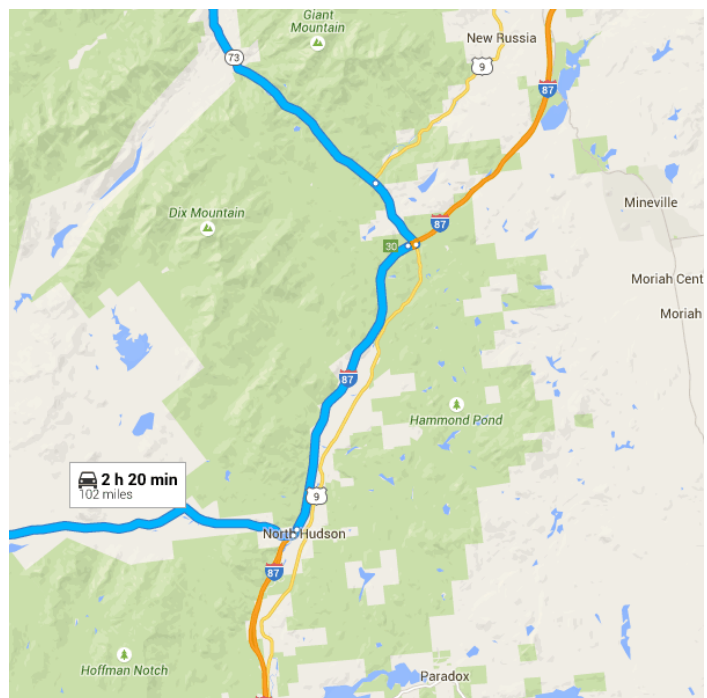 Giant
Mountain
New Russia
73
9
87
Mineville
Dix Mountain
87
30
Moriah Cent
Moriah
87
Hammond Pond
2 h 20 min
102 miles
9
North Hudson
87
Hoffman Notch
Paradox